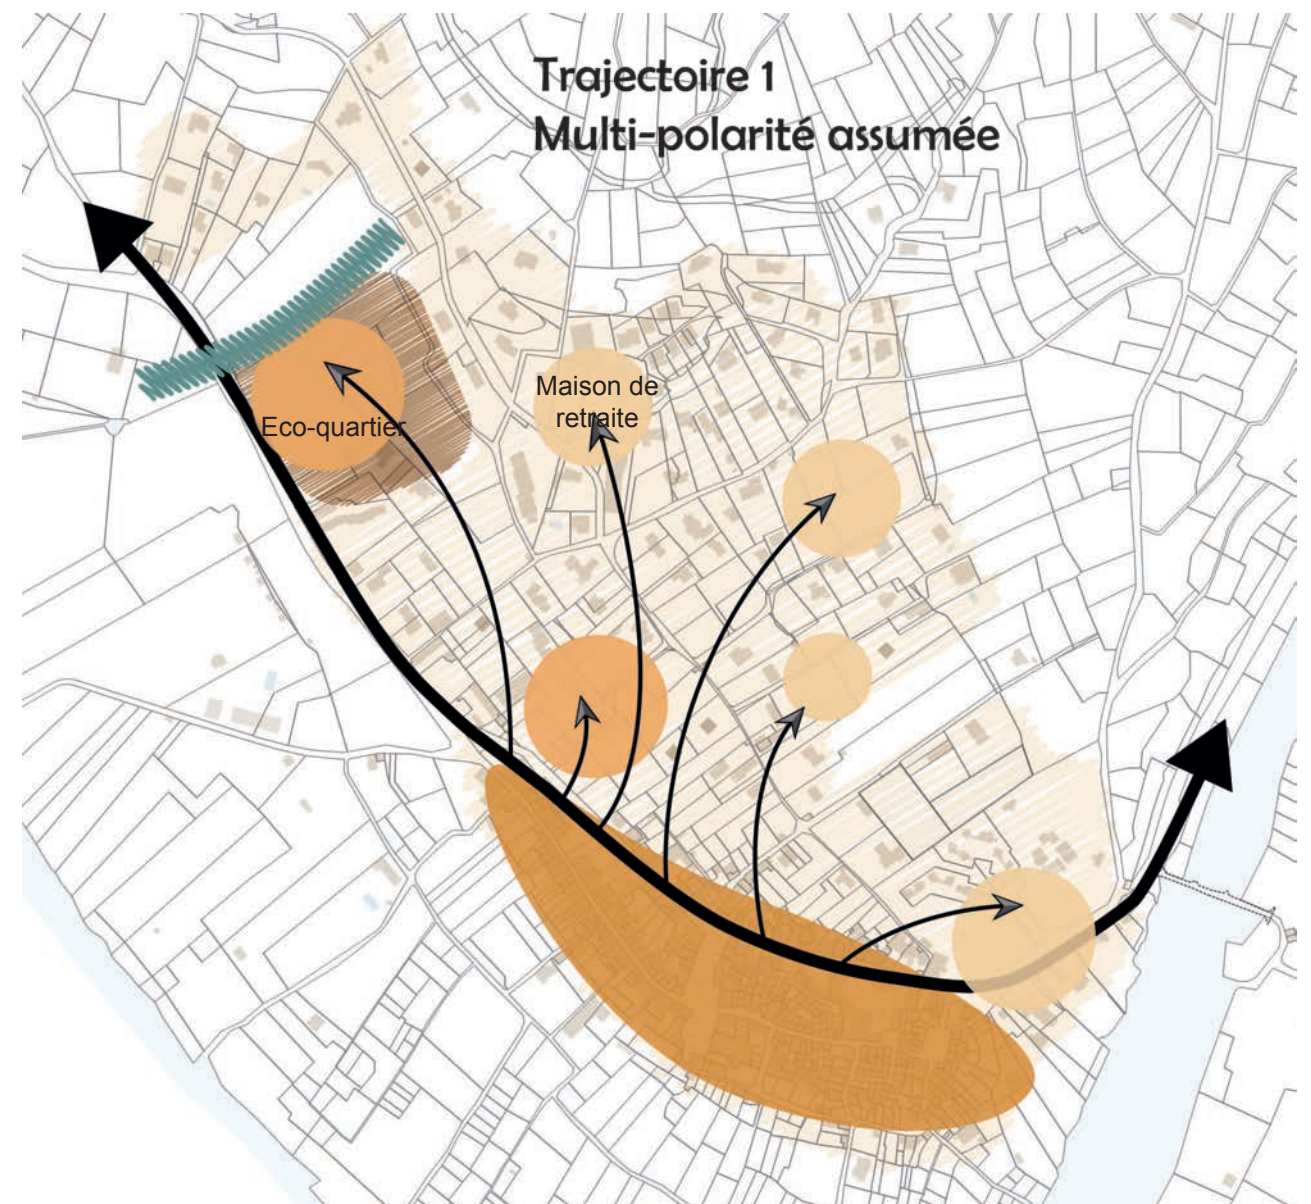 Trajectoire 1
Multi-polarité assumée
Maison de
retraite
Eco-quartier